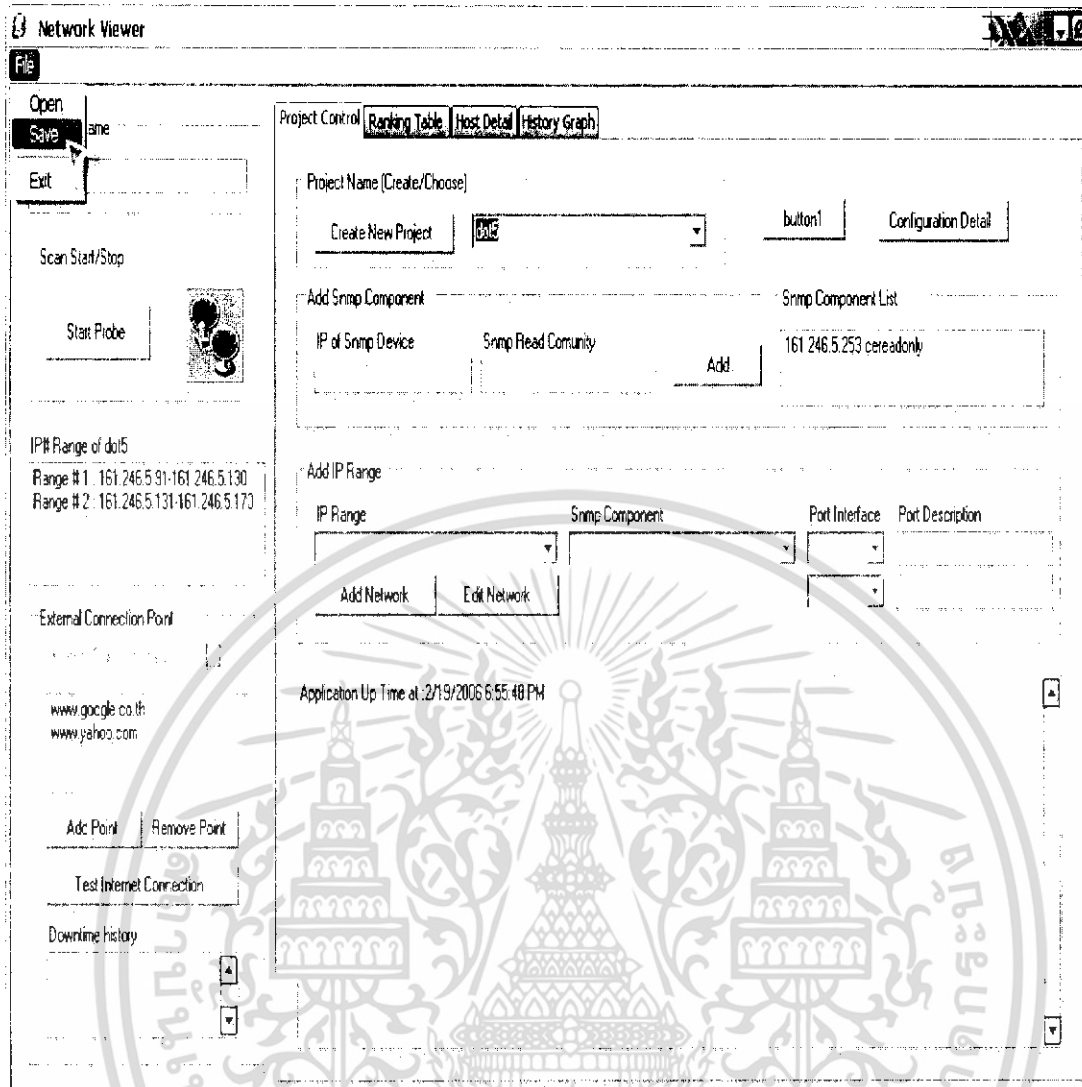 Network Viewer
File
Open
Save
ame
Exit
Project Control Ranking Table Host Detail History Graph
Project Name (Create/Choose)
Create New Project dot5
button1 Configuration Detail
Scan Start/Stop
Start Probe
Add Snmp Component
IP of Snmp Device Snmp Read Comunity
Add
Snmp Component List
161.246.5.253 cereadonly
IP# Range of dot5
Range # 1 : 161.246.5.91-161.246.5.130
Range # 2 : 161.246.5.131-161.246.5.170
Add IP Range
IP Range Snmp Component Port Interface Port Description
Add Network Edit Network
External Connection Point
www.google.co.th
www.yahoo.com
Add Point Remove Point
Test Internet Connection
Downtime history
Application Up Time at :2/19/2006 6:55:48 PM